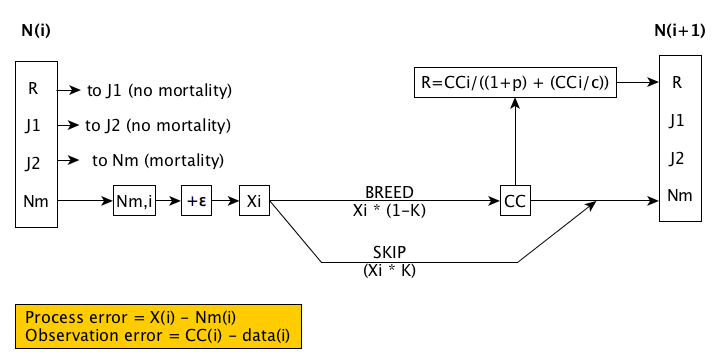 N(i)
N(i+1)
R
to J1 (no mortality)
J1
to J2 (no mortality)
J2
to Nm (mortality)
Nm
Nm,i
+ε
Xi
BREED
Xi * (1-K)
SKIP
(Xi * K)
CC
R=CCi/((1+p) + (CCi/c))
R
J1
J2
Nm
Process error = X(i) - Nm(i)
Observation error = CC(i) - data(i)